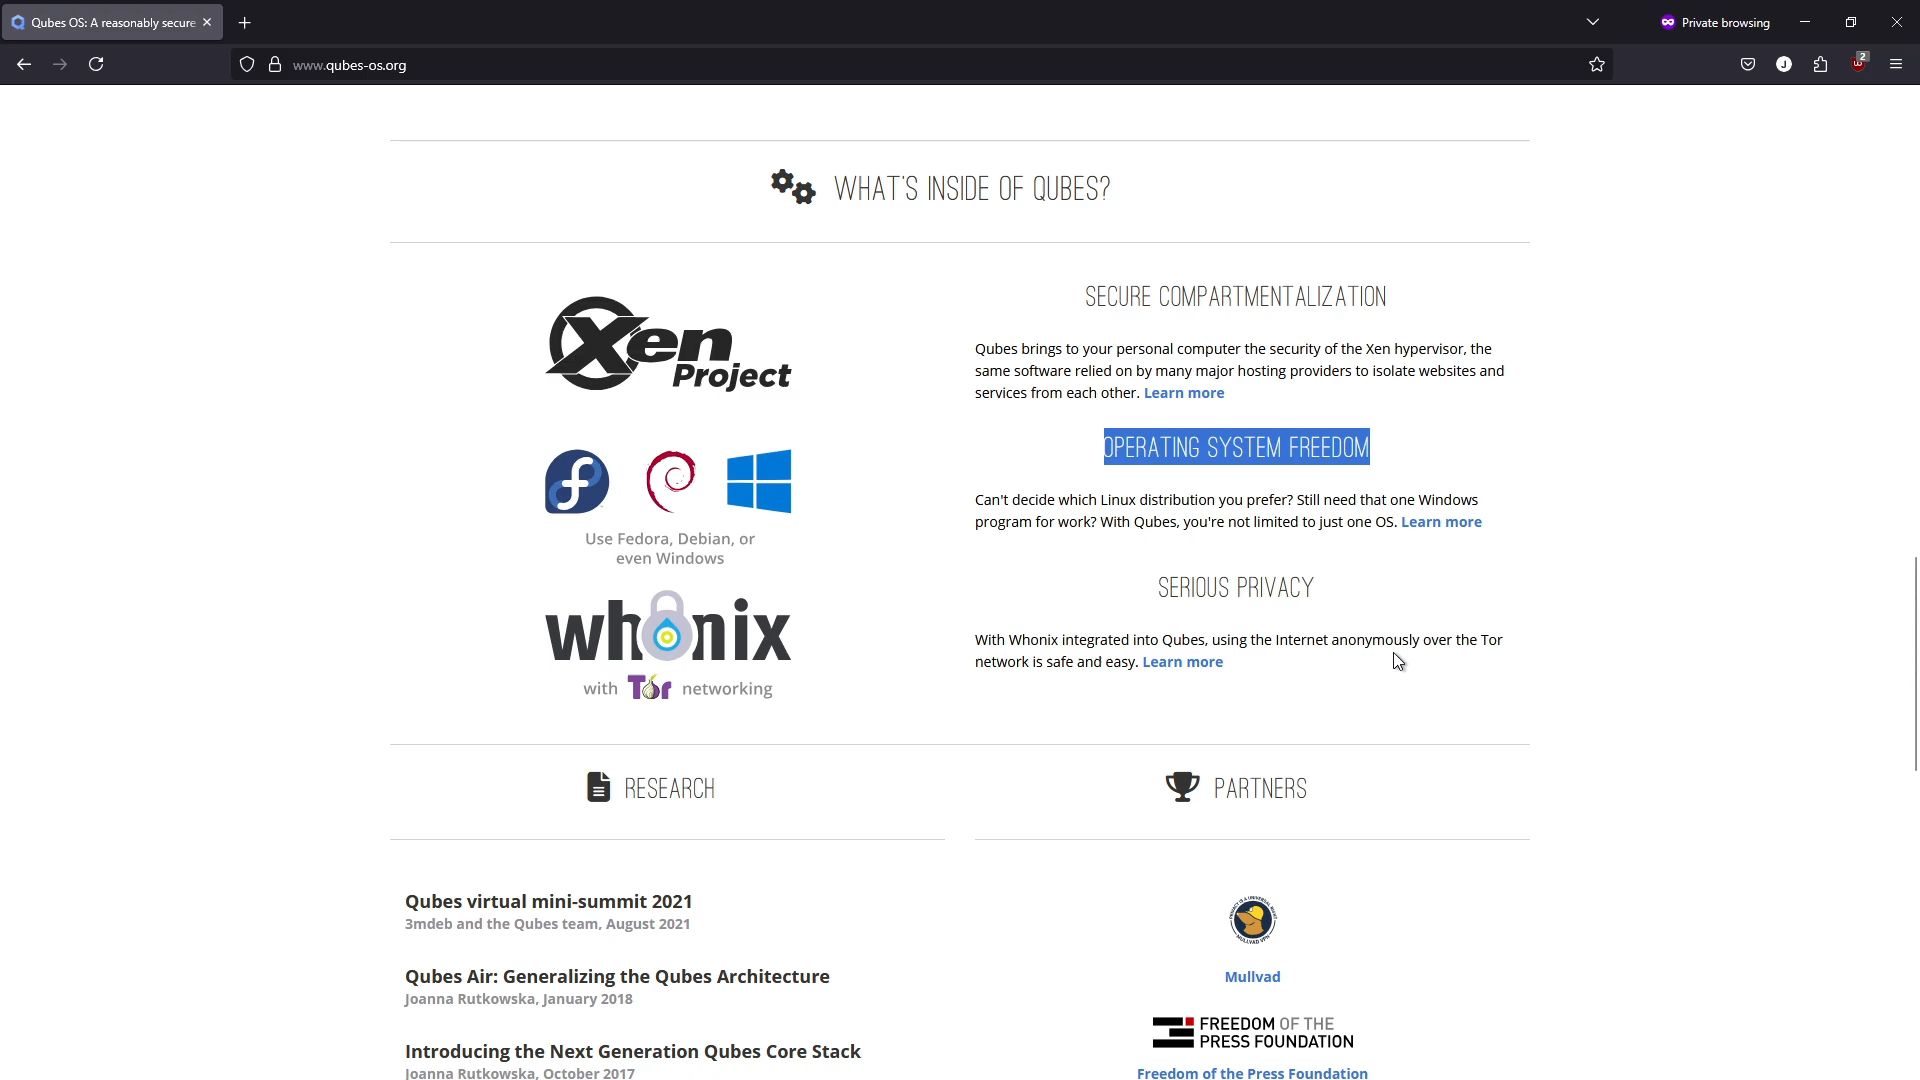 Qubes OS: A reasonably secure
Private browsing
www.qubes-os.org
J
2
WHAT'S INSIDE OF QUBES?
Xen
Project
SECURE COMPARTMENTALIZATION
Qubes brings to your personal computer the security of the Xen hypervisor, the
same software relied on by many major hosting providers to isolate websites and
services from each other. Learn more
OPERATING SYSTEM FREEDOM
Can't decide which Linux distribution you prefer? Still need that one Windows
program for work? With Qubes, you're not limited to just one OS. Learn more
Use Fedora, Debian, or
even Windows
SERIOUS PRIVACY
With Whonix integrated into Qubes, using the Internet anonymously over the Tor
network is safe and easy. Learn more
whonix
with Tor networking
RESEARCH
PARTNERS
Qubes virtual mini-summit 2021
3mdeb and the Qubes team, August 2021
Qubes Air: Generalizing the Qubes Architecture
Joanna Rutkowska, January 2018
Introducing the Next Generation Qubes Core Stack
Joanna Rutkowska, October 2017
Mullvad
FREEDOM OF THE
PRESS FOUNDATION
Freedom of the Press Foundation